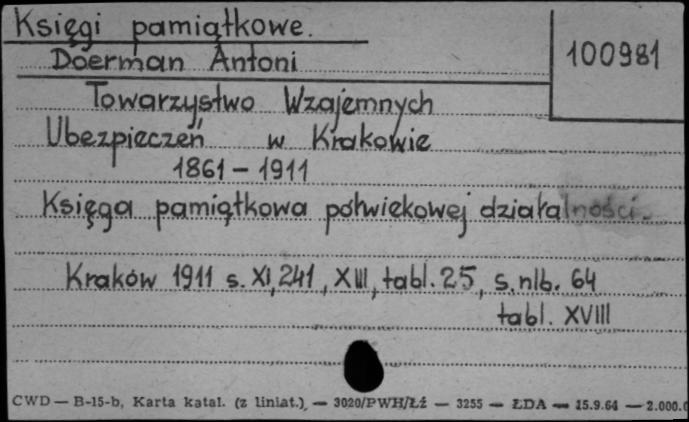 Księgi pamiątkowe.
Doerman Antoni
100981
Towarzystwo Wzajemnych
Ubezpieczeń w Krakowie
1861 – 1911
Księga pamiątkowa półwiekowej działalności.
Kraków 1911 s. XI, 241, XIII, tabl. 25, s. nlb. 64
tabl. XVIII
CWD — B-15-b, Karta katal. (z liniat.), — 3020/PWH/Łź — 3255 — ŁDA — 15.9.64 — 2.000.0